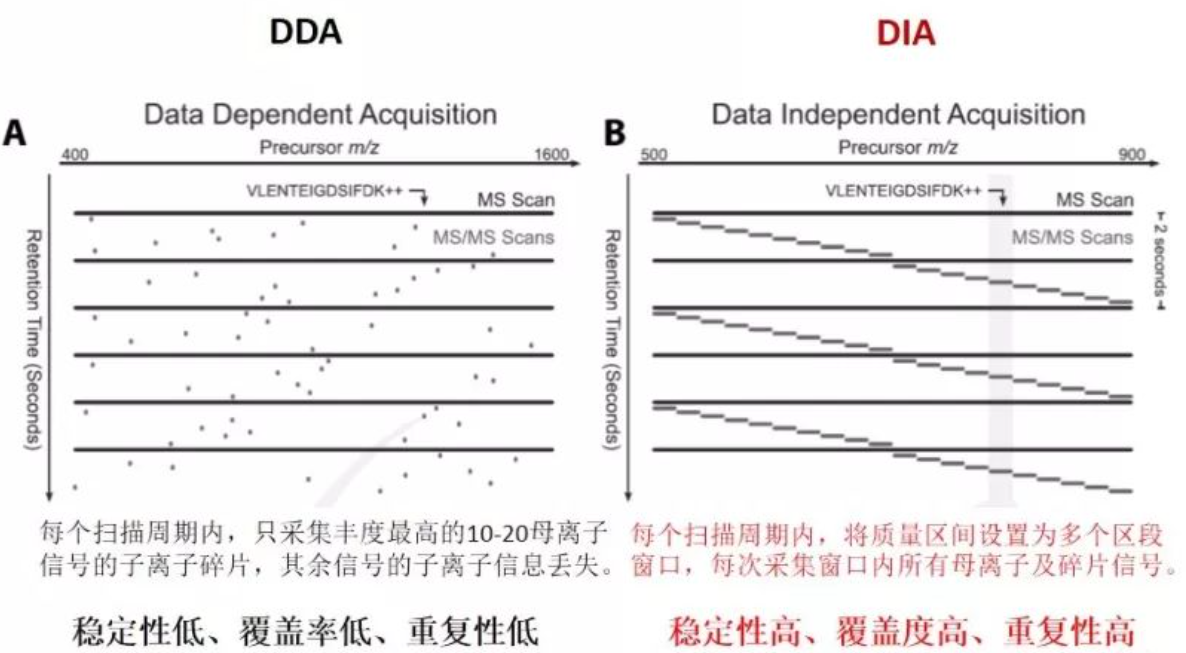 DDA
DIA
A
Data Dependent Acquisition
Precursor m/z
400
1600
VLENTEIGDSIFDK++
MS Scan
MS/MS Scans
Retention Time (Seconds)
B
Data Independent Acquisition
Precursor m/z
500
900
VLENTEIGDSIFDK++
MS Scan
MS/MS Scans
Retention Time (Seconds)
2 seconds
每个扫描周期内，只采集丰度最高的10-20母离子
信号的子离子碎片，其余信号的子离子信息丢失。
每个扫描周期内，将质量区间设置为多个区段
窗口，每次采集窗口内所有母离子及碎片信号。
稳定性低、覆盖率低、重复性低
稳定性高、覆盖度高、重复性高